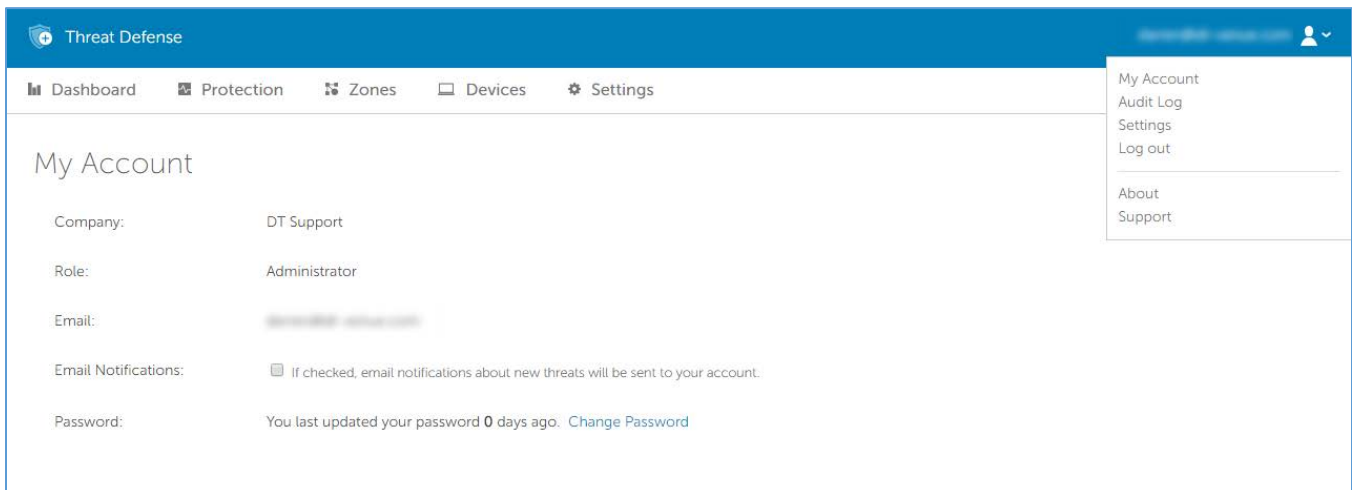 Threat Defense
Dashboard Protection Zones Devices Settings
My Account
Audit Log
Settings
Log out
About
Support
My Account
Company: DT Support
Role: Administrator
Email:
Email Notifications: If checked, email notifications about new threats will be sent to your account.
Password: You last updated your password 0 days ago. Change Password